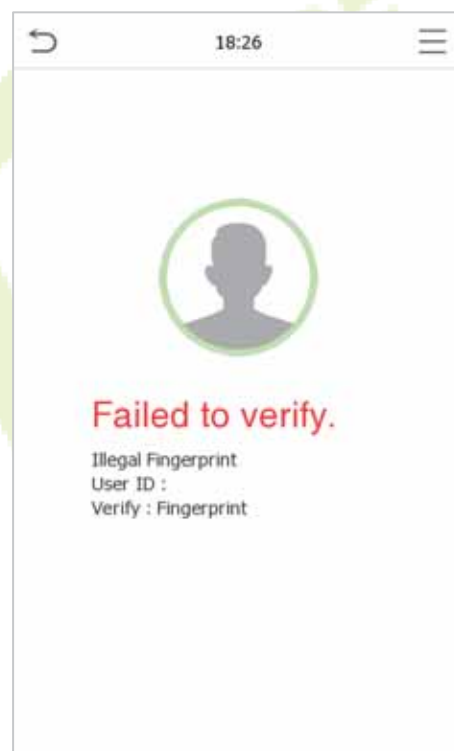 18:26
Failed to verify.
Illegal Fingerprint
User ID :
Verify : Fingerprint